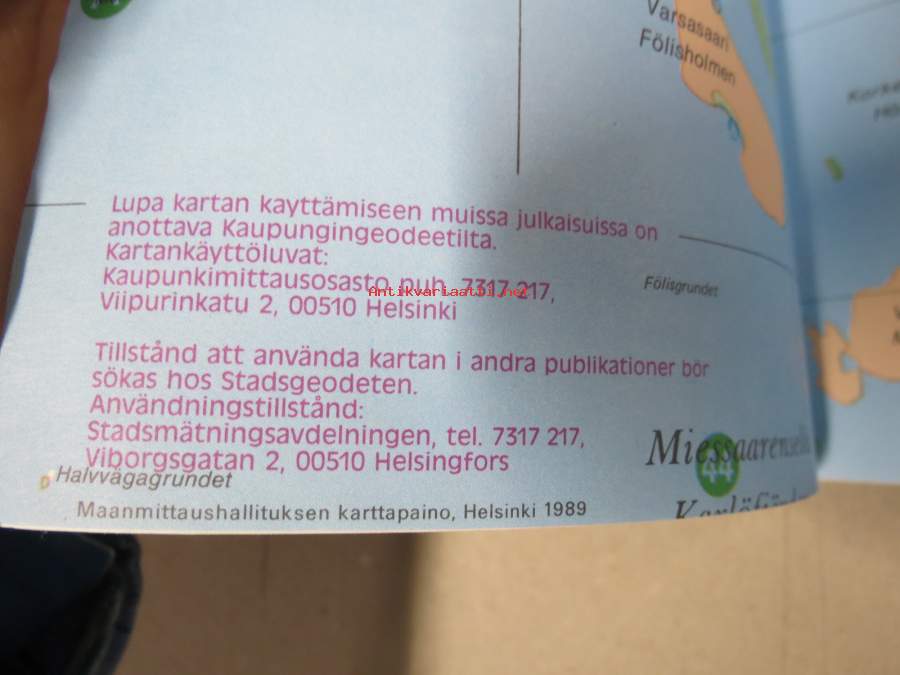 Varsasaari
Fölisholmen
Lupa kartan kayttämiseen muissa julkaisuissa on
anottava Kaupungingeodeetilta.
Kartankäyttöluvat:
Kaupunkimittausosasto puh. 7317 217,
Antikvariaatti.net
Viipurinkatu 2, 00510 Helsinki
Fölisgrundet
Tillstånd att använda kartan i andra publikationer bör
sökas hos Stadsgeodeten.
Användningstillstånd:
Stadsmätningsavdelningen, tel. 7317 217,
Viborgsgatan 2, 00510 Helsingfors
Miessaarenselkä
44
Halvvägagrundet
Maanmittaushallituksen karttapaino, Helsinki 1989